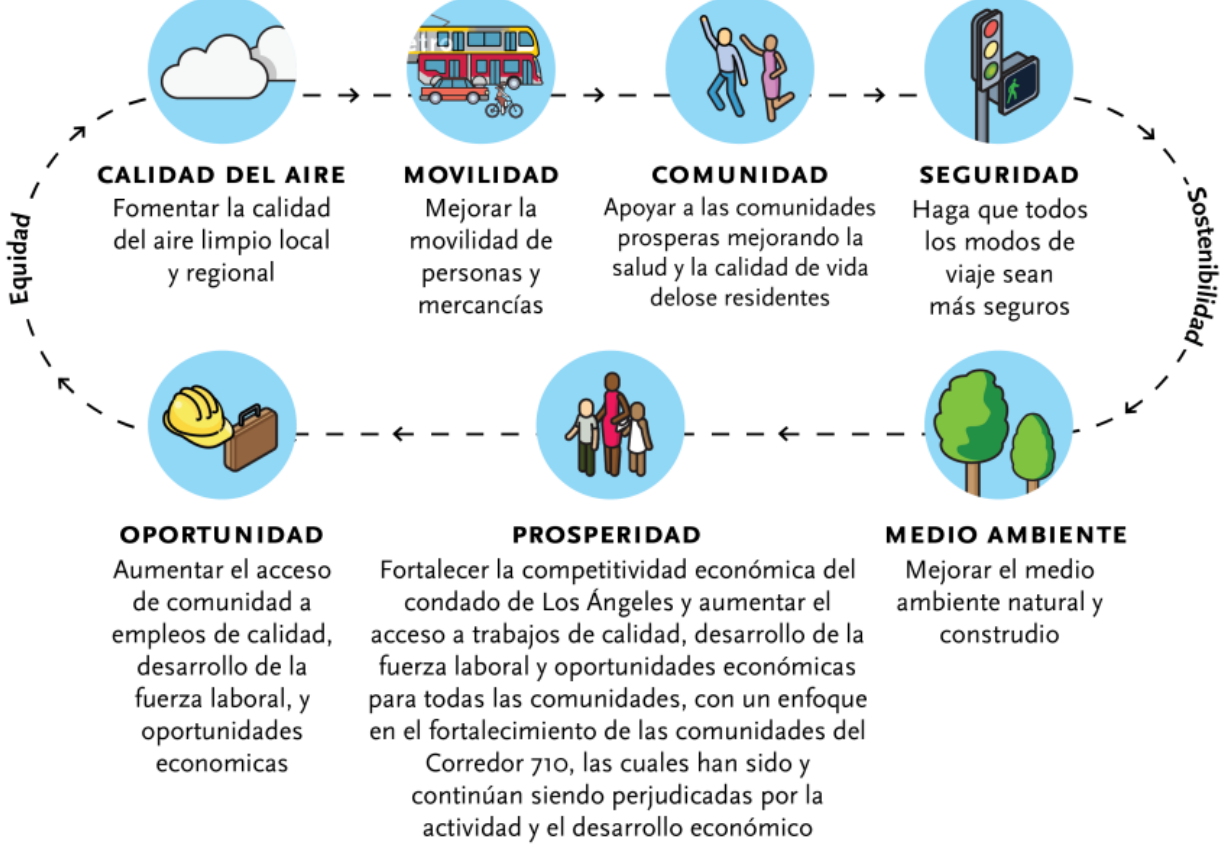 etro
CALIDAD DEL AIRE
Fomentar la calidad
del aire limpio local
y regional
MOVILIDAD
Mejorar la
movilidad de
personas y
mercancías
COMUNIDAD
Apoyar a las comunidades
prosperas mejorando la
salud y la calidad de vida
delose residentes
SEGURIDAD
Haga que todos
los modos de
viaje sean
más seguros
Sostenibilidad
MEDIO AMBIENTE
Mejorar el medio
ambiente natural y
construdio
PROSPERIDAD
Fortalecer la competitividad económica del
condado de Los Ángeles y aumentar el
acceso a trabajos de calidad, desarrollo de la
fuerza laboral y oportunidades económicas
para todas las comunidades, con un enfoque
en el fortalecimiento de las comunidades del
Corredor 710, las cuales han sido y
continúan siendo perjudicadas por la
actividad y el desarrollo económico
OPORTUNIDAD
Aumentar el acceso
de comunidad a
empleos de calidad,
desarrollo de la
fuerza laboral, y
oportunidades
economicas
Equidad